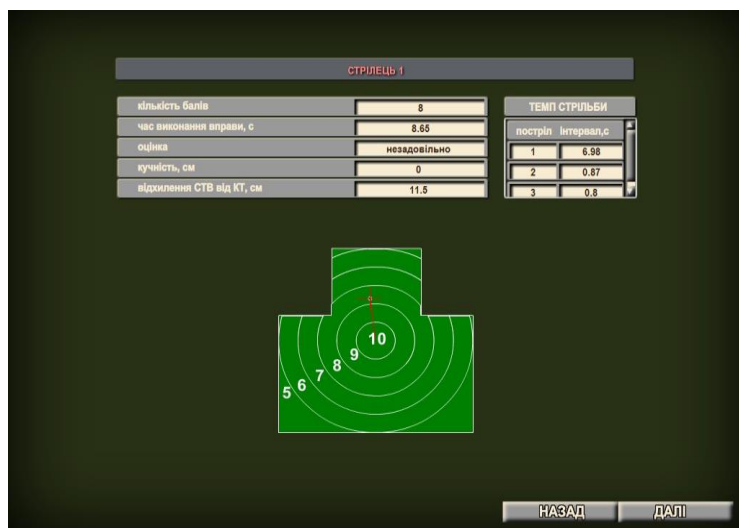 СТРІЛЕЦЬ 1
кількість балів 8
час виконання вправи, с 8.65
оцінка незадовільно
кучність, см 0
відхилення СТВ від КТ, см 11.5
ТЕМП СТРІЛЬБИ
постріл інтервал,с
1 6.98
2 0.87
3 0.8
10
9
8
7
6
5
НАЗАД ДАЛІ